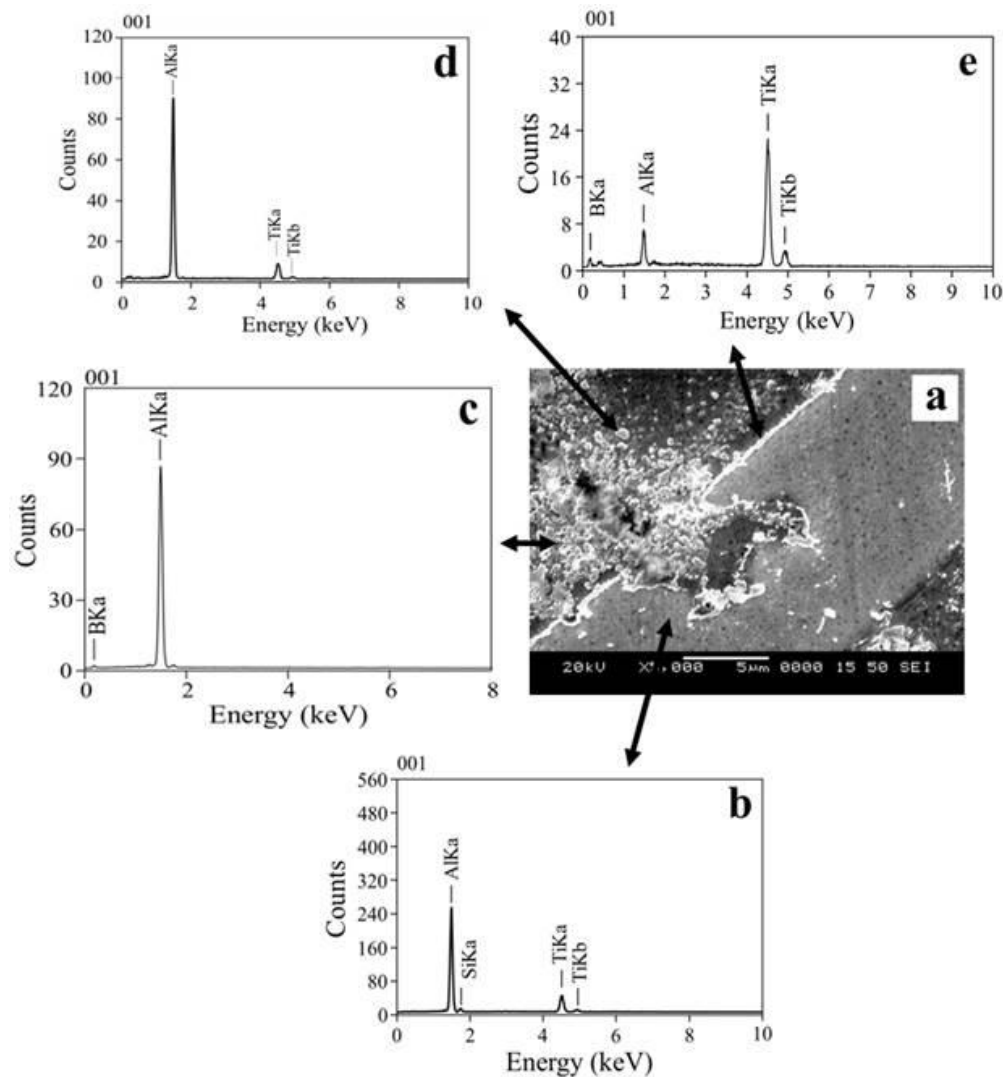 001
d
120
100
80
60
40
20
0
Counts
AlKa
TiKa
TiKb
0 2 4 6 8 10
Energy (keV)
001
e
40
32
24
16
8
0
Counts
BKa
AlKa
TiKa
TiKb
0 1 2 3 4 5 6 7 8 9 10
Energy (keV)
001
c
120
90
60
30
0
Counts
BKa
AlKa
0 2 4 6 8
Energy (keV)
a
20kV 5µm 0000 15 50 SEI
001
b
560
480
440
320
240
160
80
0
Counts
AlKa
SiKa
TiKa
TiKb
0 2 4 6 8 10
Energy (keV)